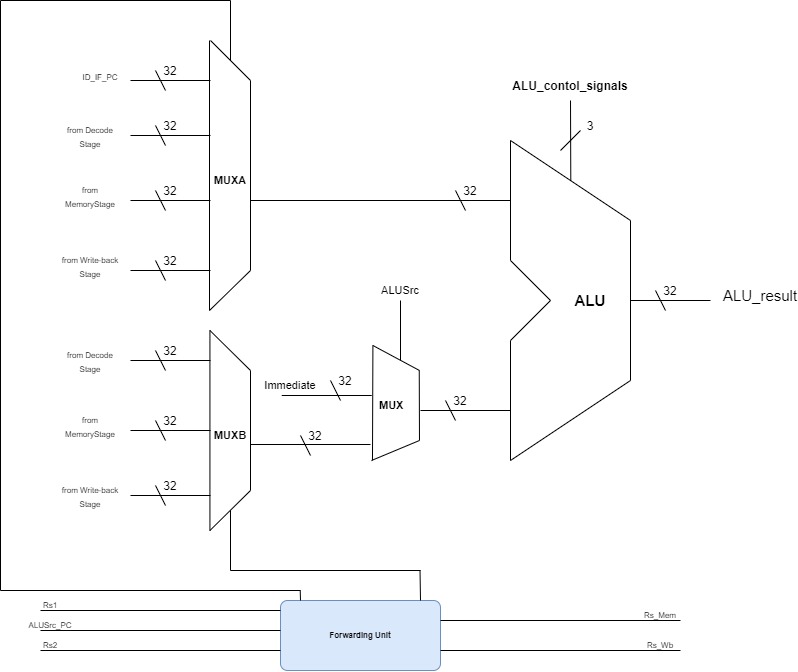 ALU_contol_signals
3
ID_IF_PC
32
from Decode
Stage
32
MUXA
from
MemoryStage
32
32
from Write-back
Stage
32
ALUSrc
ALU
32
ALU_result
from Decode
Stage
32
Immediate
32
MUX
32
from
MemoryStage
32
MUXB
32
from Write-back
Stage
32
Rs1
ALUSrc_PC
Rs2
Forwarding Unit
Rs_Mem
Rs_Wb